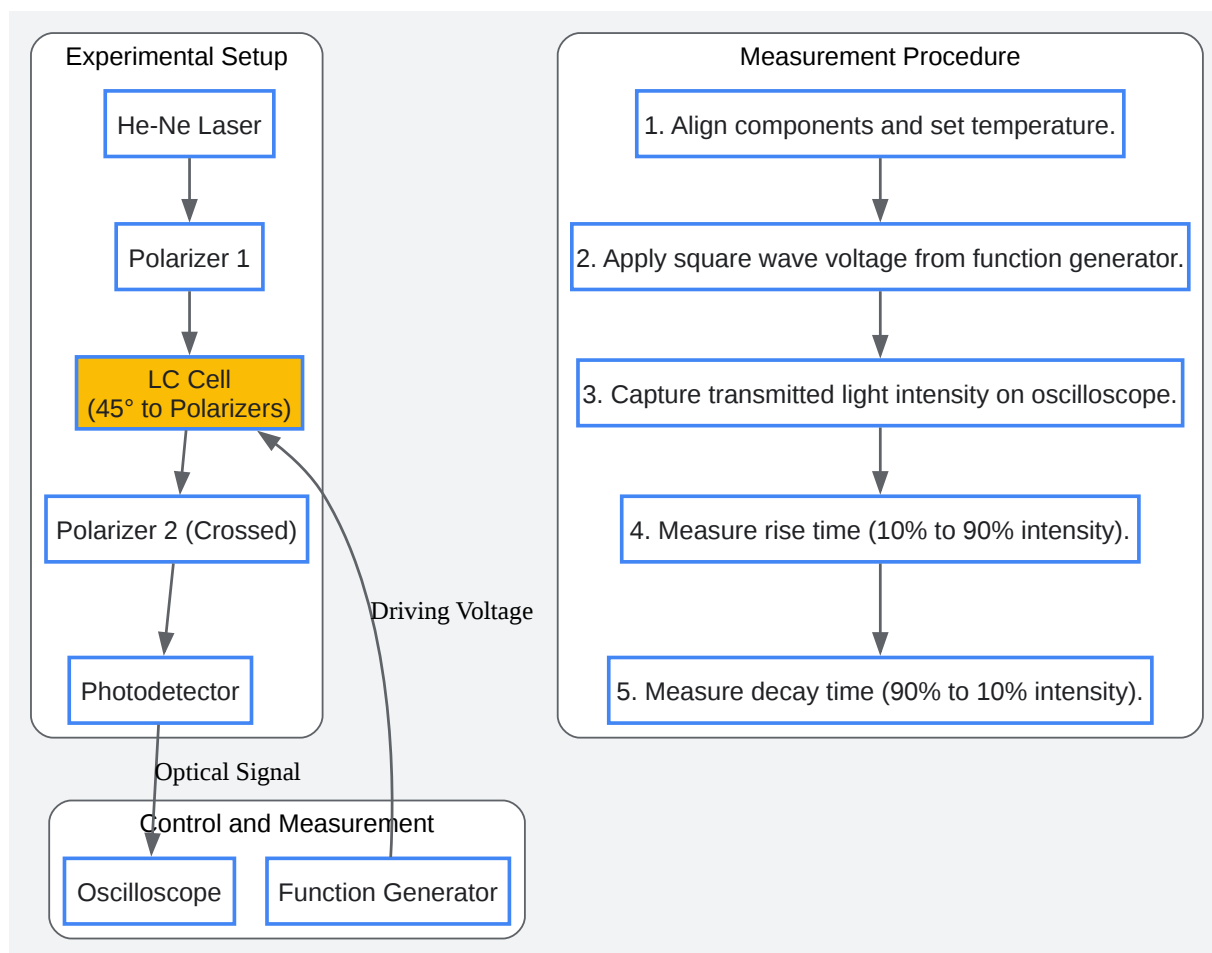 Experimental Setup
He-Ne Laser
Polarizer 1
LC Cell
(45° to Polarizers)
Polarizer 2 (Crossed)
Photodetector
Driving Voltage
Optical Signal
Control and Measurement
Oscilloscope
Function Generator
Measurement Procedure
1. Align components and set temperature.
2. Apply square wave voltage from function generator.
3. Capture transmitted light intensity on oscilloscope.
4. Measure rise time (10% to 90% intensity).
5. Measure decay time (90% to 10% intensity).